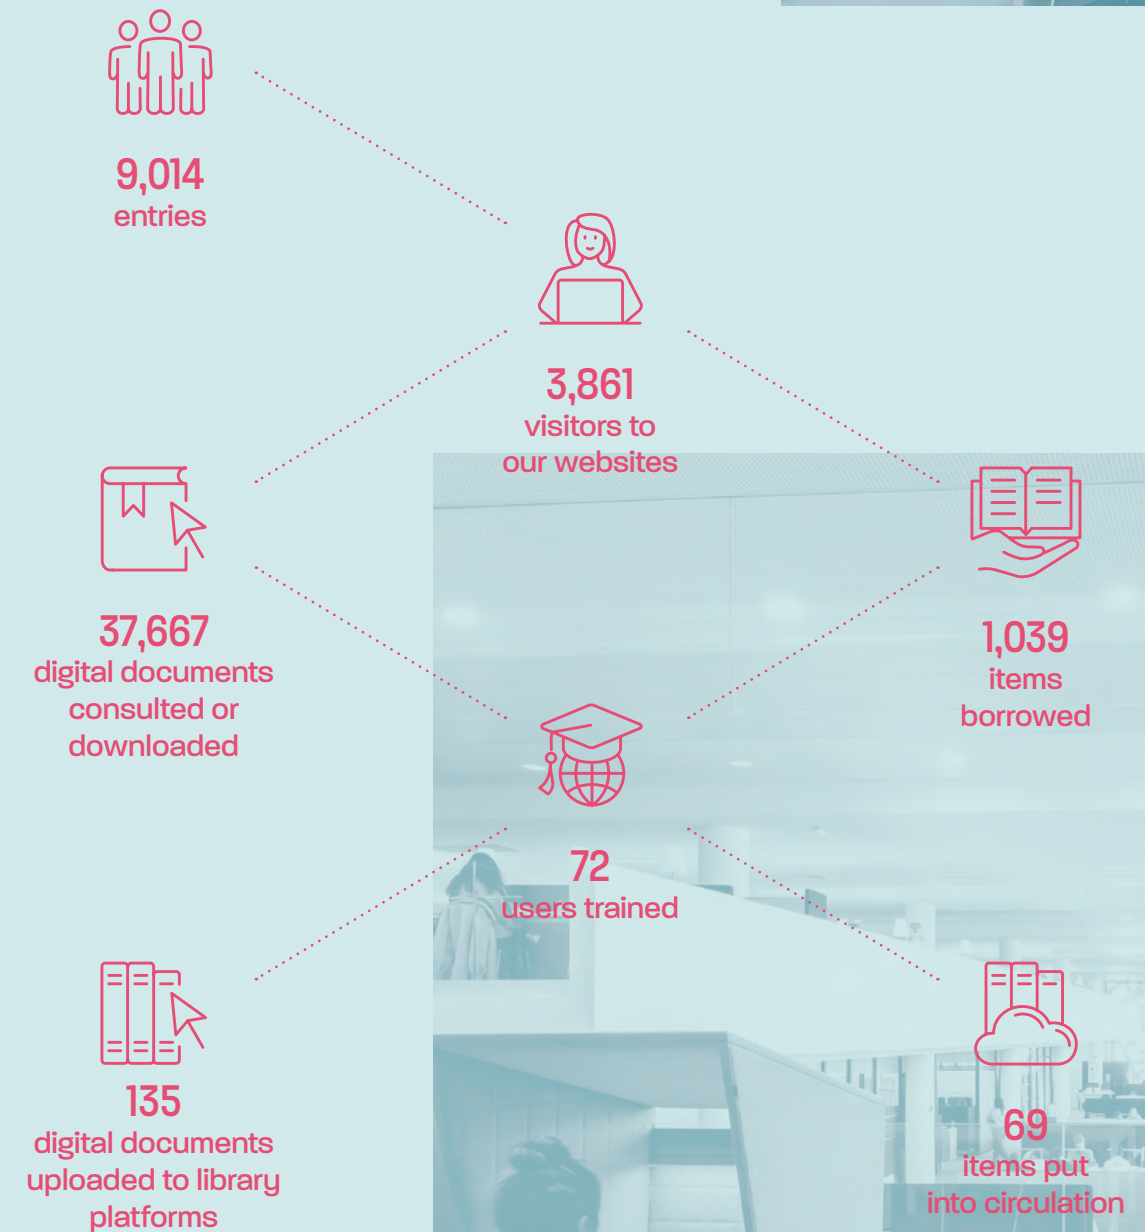 9,014
entries
3,861
visitors to
our websites
37,667
digital documents
consulted or
downloaded
1,039
items
borrowed
72
users trained
135
digital documents
uploaded to library
platforms
69
items put
into circulation